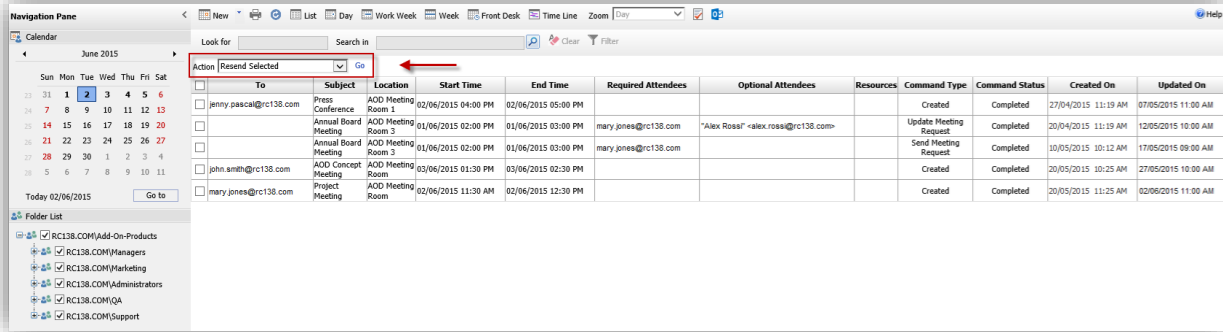 Navigation Pane < New List Day Work Week Week Front Desk Time Line Zoom Day Help
Calendar
Look for Search in Clear Filter
June 2015
Action Resend Selected Go
Sun Mon Tue Wed Thu Fri Sat
23 31 1 2 3 4 5 6
24 7 8 9 10 11 12 13
25 14 15 16 17 18 19 20
26 21 22 23 24 25 26 27
27 28 29 30 1 2 3 4
28 5 6 7 8 9 10 11
Today 02/06/2015 Go to
Folder List
RC138.COM\Add-On-Products
RC138.COM\Managers
RC138.COM\Marketing
RC138.COM\Administrators
RC138.COM\QA
RC138.COM\Support
To Subject Location Start Time End Time Required Attendees Optional Attendees Resources Command Type Command Status Created On Updated On
jenny.pascal@rc138.com Press Conference AOD Meeting Room 1 02/06/2015 04:00 PM 02/06/2015 05:00 PM Created Completed 27/04/2015 11:19 AM 07/05/2015 11:00 AM
Annual Board Meeting AOD Meeting Room 3 01/06/2015 02:00 PM 01/06/2015 03:00 PM mary.jones@rc138.com "Alex Rossi" <alex.rossi@rc138.com> Update Meeting Request Completed 20/04/2015 11:19 AM 12/05/2015 10:00 AM
Annual Board Meeting AOD Meeting Room 3 01/06/2015 02:00 PM 01/06/2015 03:00 PM mary.jones@rc138.com Send Meeting Request Completed 10/05/2015 10:12 AM 17/05/2015 09:00 AM
john.smith@rc138.com AOD Concept Meeting AOD Meeting Room 03/06/2015 01:30 PM 03/06/2015 02:30 PM Created Completed 20/05/2015 10:25 AM 27/05/2015 10:00 AM
mary.jones@rc138.com Project Meeting AOD Meeting Room 02/06/2015 11:30 AM 02/06/2015 12:30 PM Created Completed 20/05/2015 11:25 AM 02/06/2015 11:00 AM